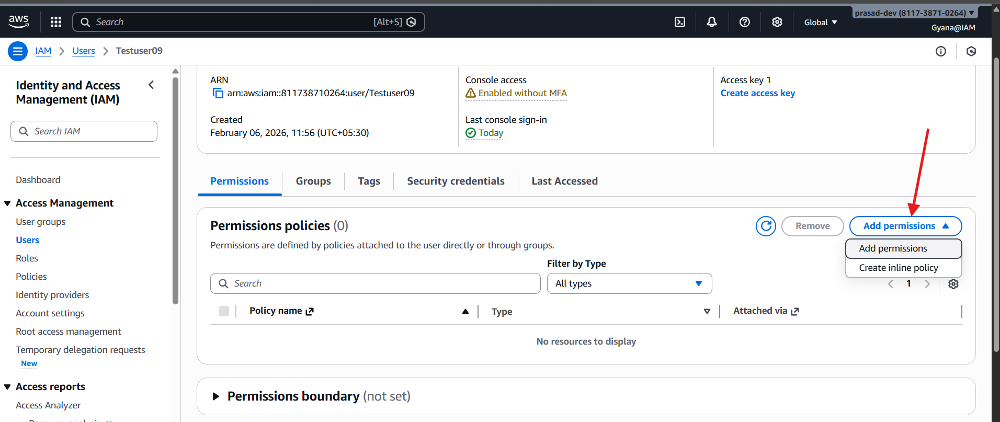 aws
Search
[Alt+S]
Global
prasad-dev (8117-3871-0264)
Gyana@IAM
IAM
Users
Testuser09
Identity and Access
Management (IAM)
Search IAM
Dashboard
Access Management
User groups
Users
Roles
Policies
Identity providers
Account settings
Root access management
Temporary delegation requests
New
Access reports
Access Analyzer
ARN
arn:aws:iam::811738710264:user/Testuser09
Created
February 06, 2026, 11:56 (UTC+05:30)
Console access
Enabled without MFA
Last console sign-in
Today
Access key 1
Create access key
Permissions
Groups
Tags
Security credentials
Last Accessed
Permissions policies (0)
Remove
Add permissions
Add permissions
Create inline policy
Permissions are defined by policies attached to the user directly or through groups.
Filter by Type
Search
All types
1
Policy name
Type
Attached via
No resources to display
Permissions boundary (not set)